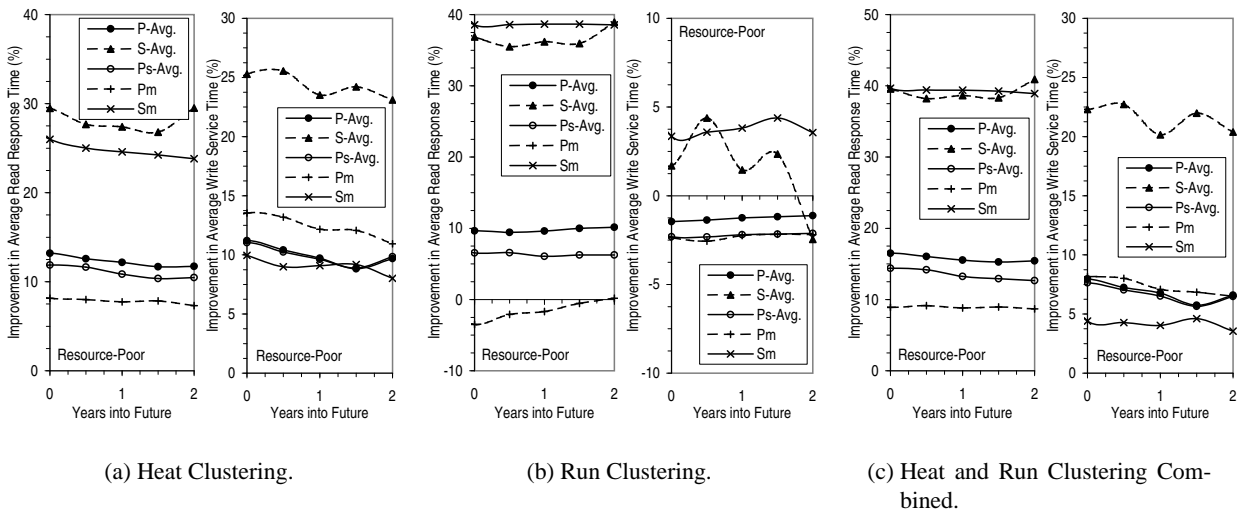 Improvement in Average Read Response Time (%)
40
30
20
10
0
P-Avg.
S-Avg.
Ps-Avg.
Pm
Sm
Resource-Poor
0
1
2
Years into Future
Improvement in Average Write Service Time (%)
30
25
20
15
10
5
0
P-Avg.
S-Avg.
Ps-Avg.
Pm
Sm
Resource-Poor
0
1
2
Years into Future
(a) Heat Clustering.
Improvement in Average Read Response Time (%)
40
30
20
10
0
-10
P-Avg.
S-Avg.
Ps-Avg.
Pm
Sm
Resource-Poor
0
1
2
Years into Future
Improvement in Average Write Service Time (%)
10
5
0
-5
-10
Resource-Poor
P-Avg.
S-Avg.
Ps-Avg.
Pm
Sm
0
1
2
Years into Future
(b) Run Clustering.
Improvement in Average Read Response Time (%)
50
40
30
20
10
0
P-Avg.
S-Avg.
Ps-Avg.
Pm
Sm
Resource-Poor
0
1
2
Years into Future
Improvement in Average Write Service Time (%)
30
25
20
15
10
5
0
P-Avg.
S-Avg.
Ps-Avg.
Pm
Sm
Resource-Poor
0
1
2
Years into Future
(c) Heat and Run Clustering Com-
bined.